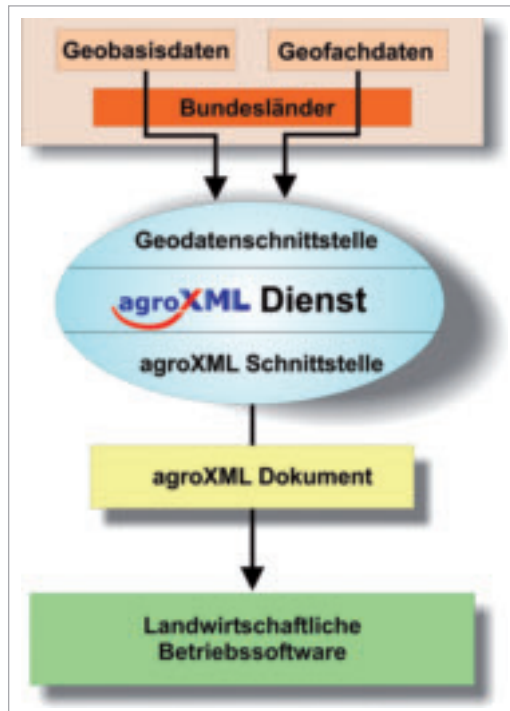 Geobasisdaten
Geofachdaten
Bundesländer
Geodatenschnittstelle
agroXML Dienst
agroXML Schnittstelle
agroXML Dokument
Landwirtschaftliche
Betriebssoftware